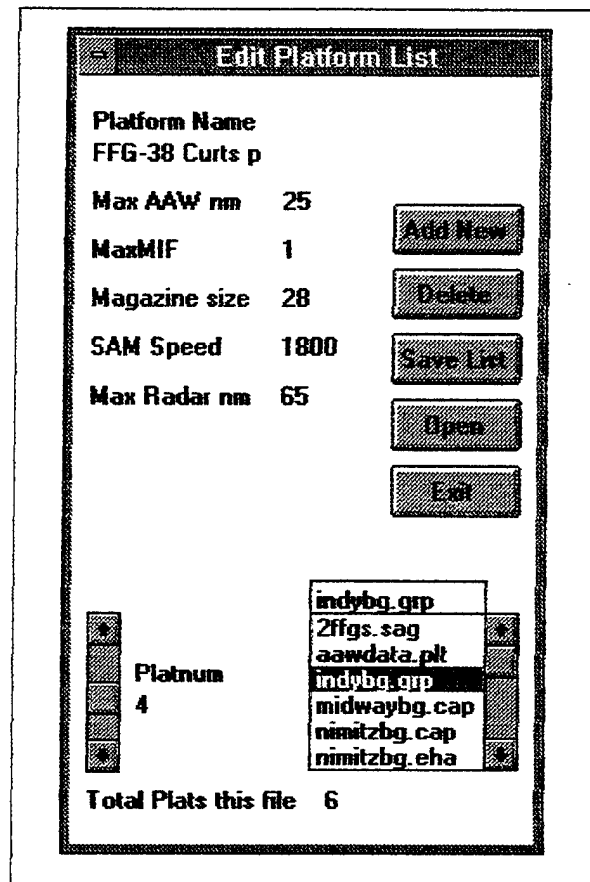 Edit Platform List
Platform Name
FFG-38 Curts p
Max AAW nm 25
MaxMIF 1
Magazine size 28
SAM Speed 1800
Max Radar nm 65
Add New
Delete
Save List
Open
Exit
indybg.grp
2ffgs.sag
aawdata.plt
indybg.grp
midwaybg.cap
nimitzbg.cap
nimitzbg.eha
Platnum
4
Total Plats this file 6